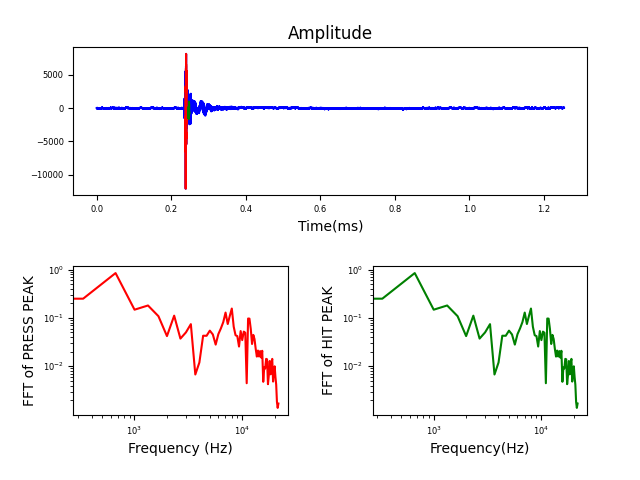 Amplitude
5000
0
−5000
−10000
0.0 0.2 0.4 0.6 0.8 1.0 1.2
Time(ms)
FFT of PRESS PEAK
10⁰
10⁻¹
10⁻²
10³ 10⁴
Frequency (Hz)
FFT of HIT PEAK
10⁰
10⁻¹
10⁻²
10³ 10⁴
Frequency(Hz)